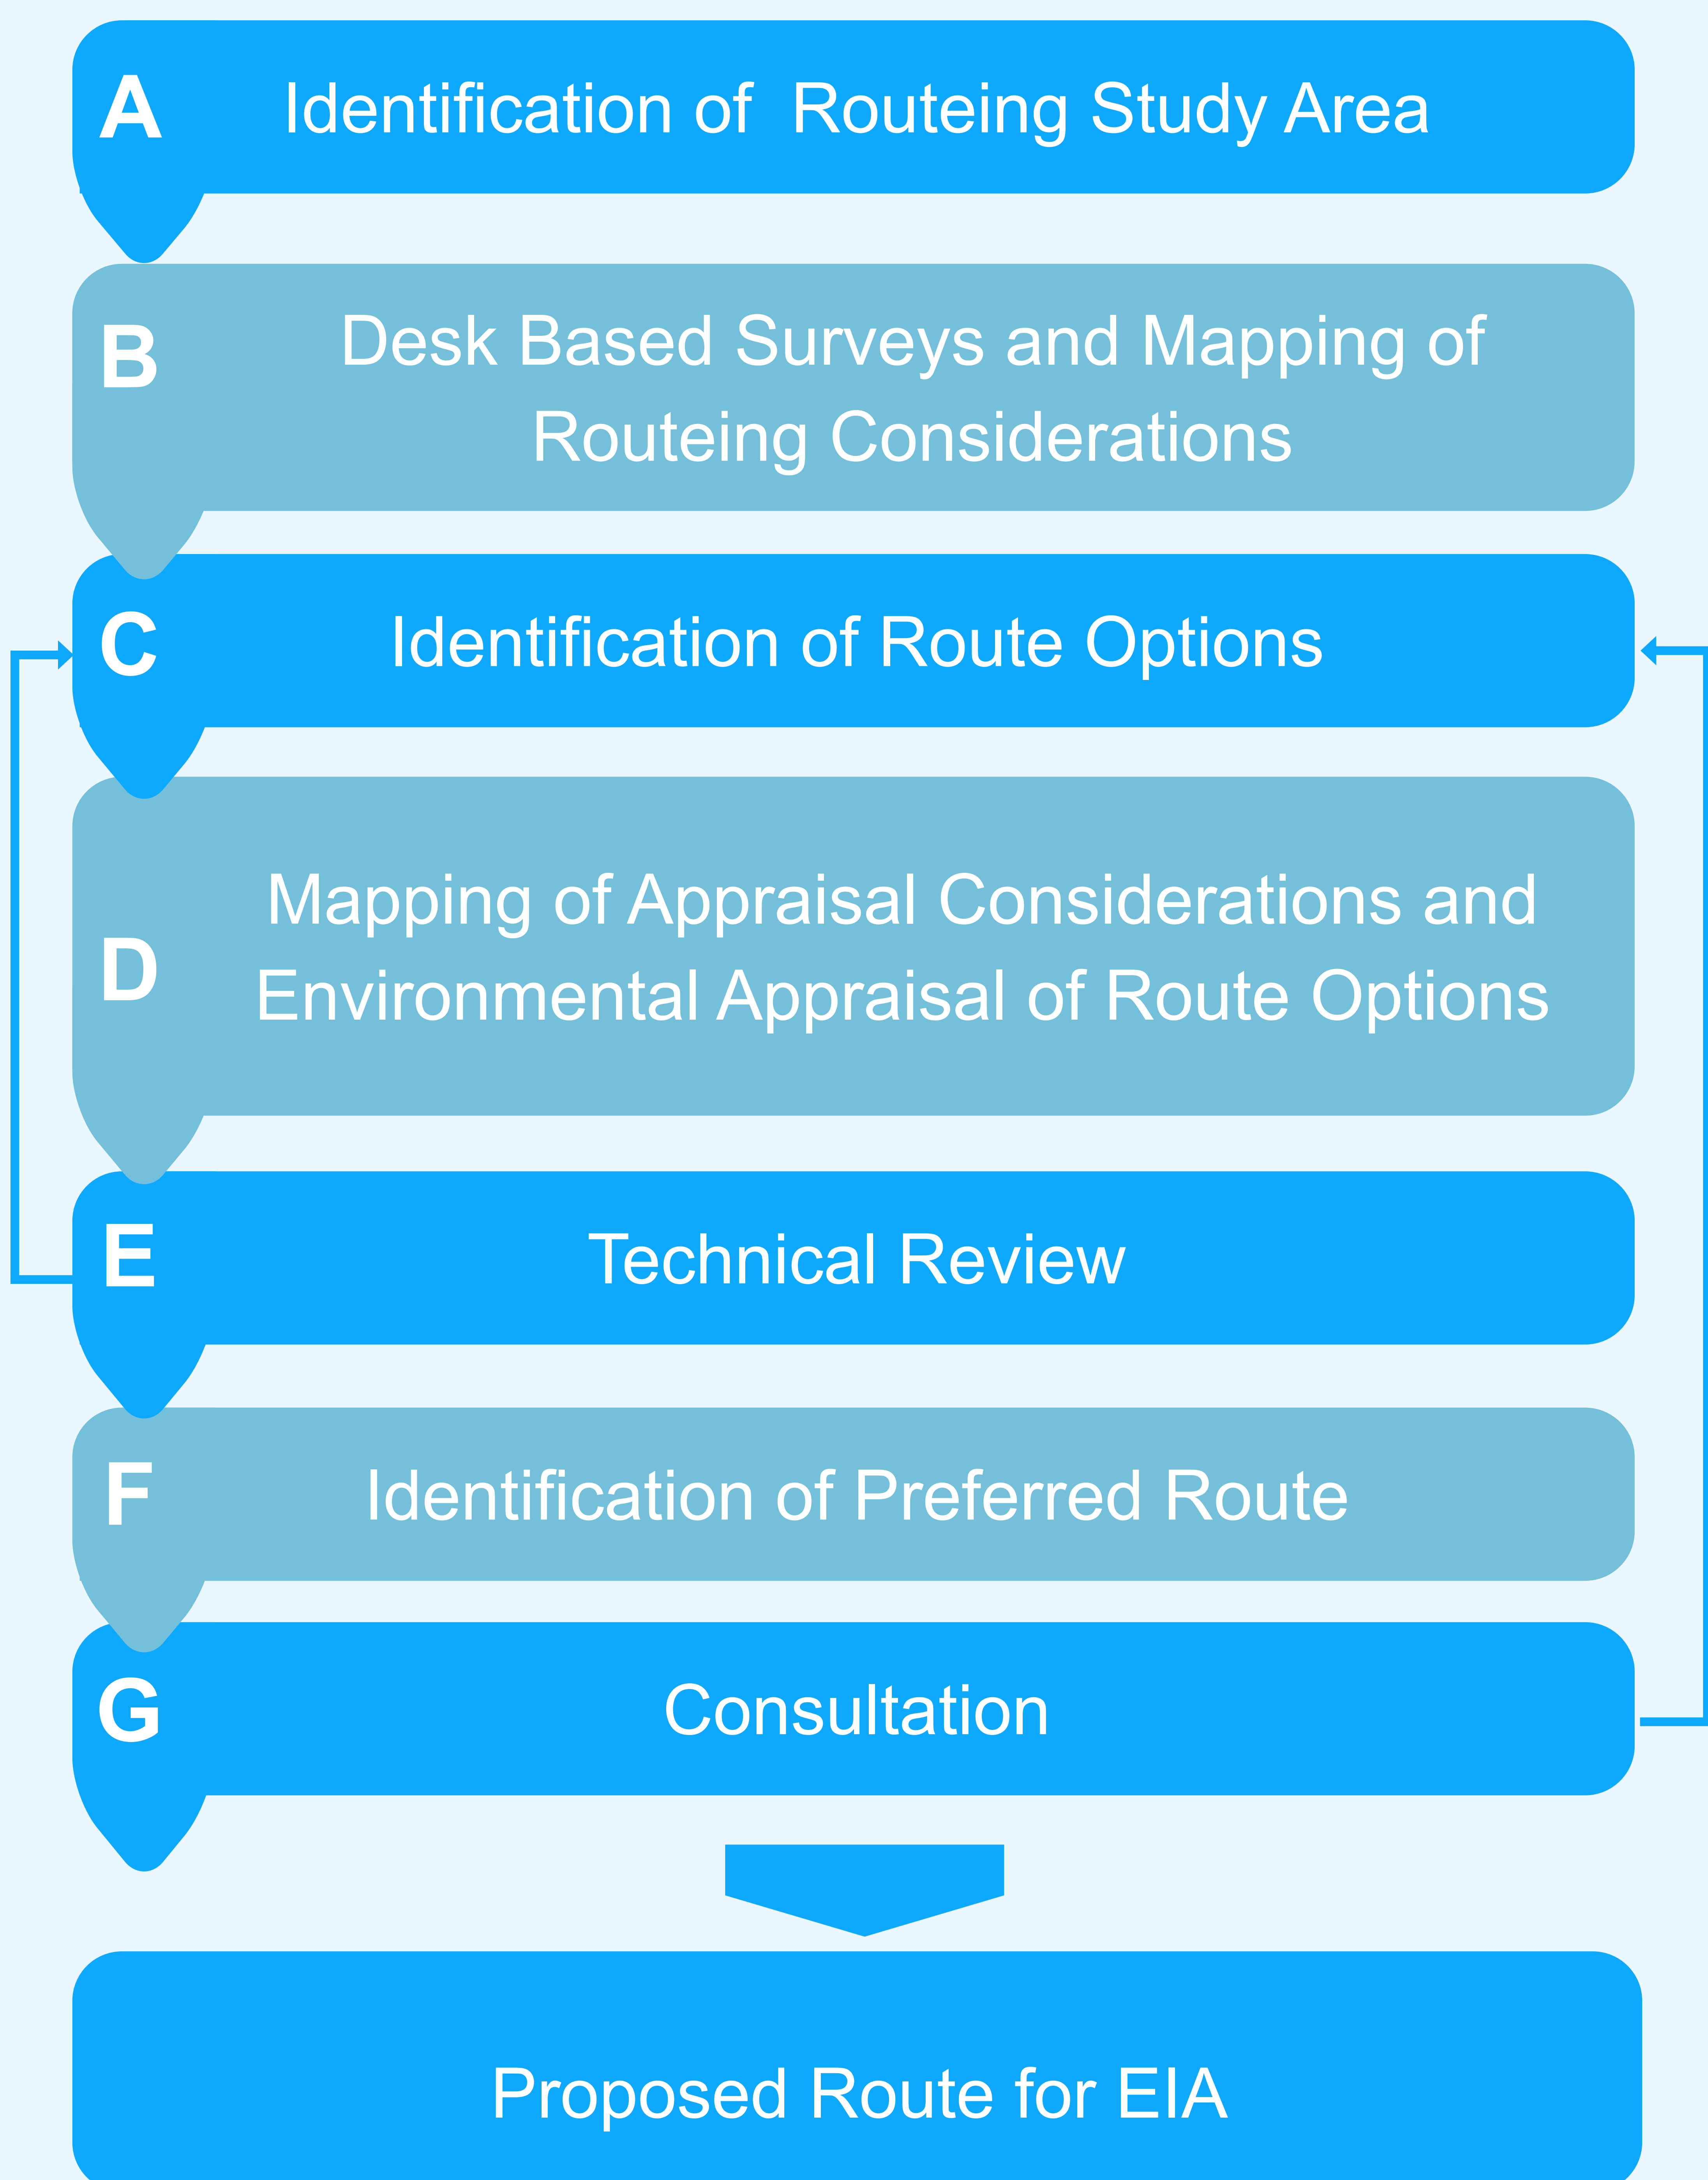 A Identification of Routeing Study Area
B Desk Based Surveys and Mapping of
Routeing Considerations
C Identification of Route Options
Mapping of Appraisal Considerations and
D Environmental Appraisal of Route Options
E Technical Review
F Identification of Preferred Route
G Consultation
Proposed Route for EIA